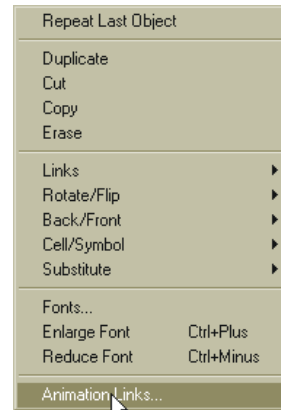 Repeat Last Object
Duplicate
Cut
Copy
Erase
Links
Rotate/Flip
Back/Front
Cell/Symbol
Substitute
Fonts...
Enlarge Font Ctrl+Plus
Reduce Font Ctrl+Minus
Animation Links...